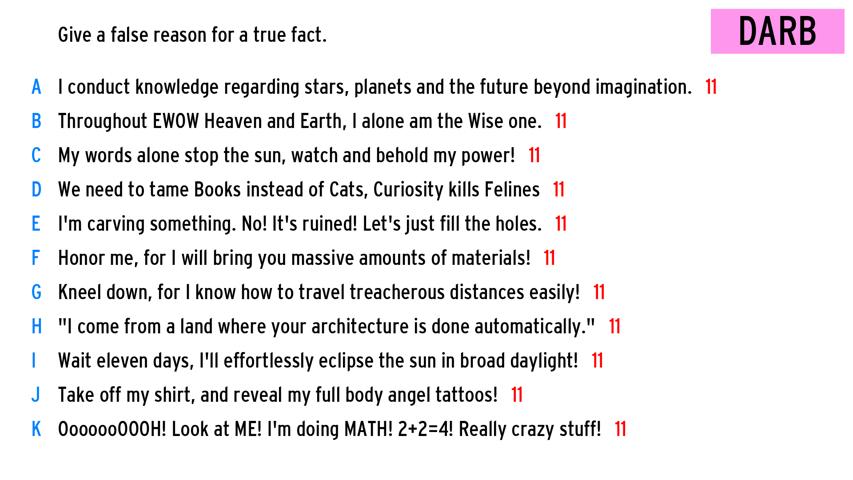 Give a false reason for a true fact.
DARB
A I conduct knowledge regarding stars, planets and the future beyond imagination. 11
B Throughout EWOW Heaven and Earth, I alone am the Wise one. 11
C My words alone stop the sun, watch and behold my power! 11
D We need to tame Books instead of Cats, Curiosity kills Felines 11
E I'm carving something. No! It's ruined! Let's just fill the holes. 11
F Honor me, for I will bring you massive amounts of materials! 11
G Kneel down, for I know how to travel treacherous distances easily! 11
H "I come from a land where your architecture is done automatically." 11
I Wait eleven days, I'll effortlessly eclipse the sun in broad daylight! 11
J Take off my shirt, and reveal my full body angel tattoos! 11
K OoooooOOOH! Look at ME! I'm doing MATH! 2+2=4! Really crazy stuff! 11